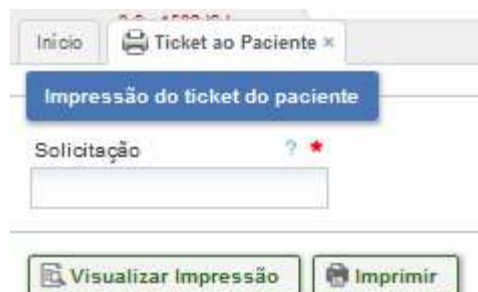 Início Ticket ao Paciente ×
Impressão do ticket do paciente
Solicitação ? *
Visualizar Impressão Imprimir